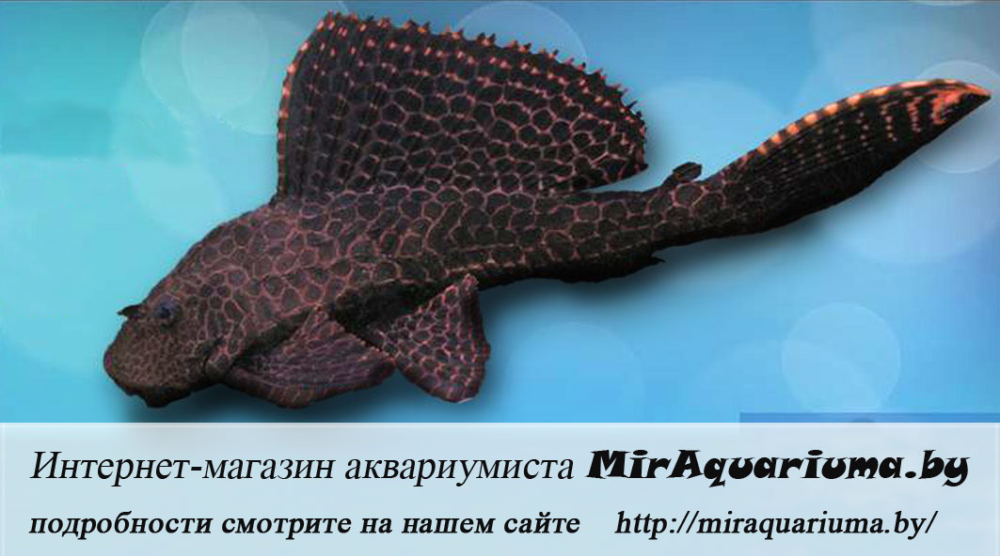 Интернет-магазин аквариумиста MirAquariuma.by
подробности смотрите на нашем сайте http://miraquariuma.by/